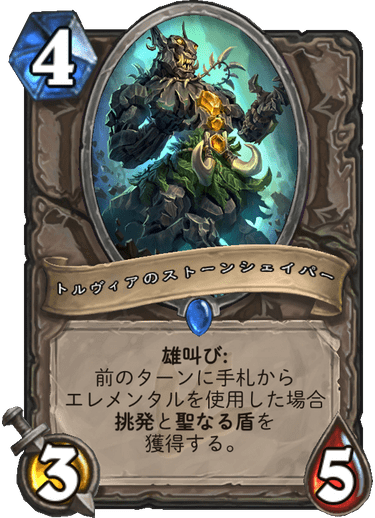 4
トルヴィアのストーンシェイパー
雄叫び:
前のターンに手札から
エレメンタルを使用した場合
挑発と聖なる盾を
獲得する。
3
5